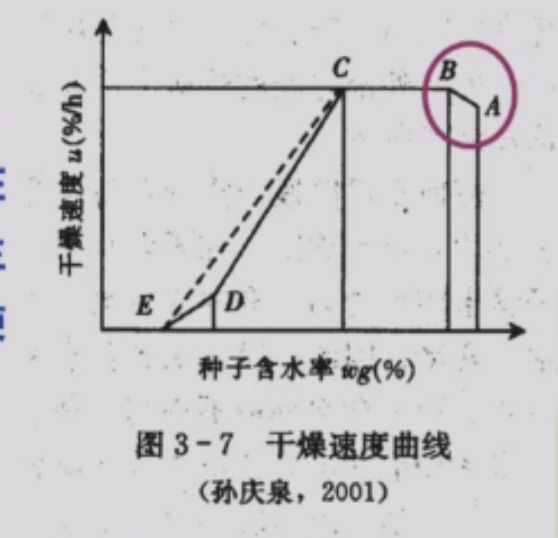 C
B
A
干燥速度 u(%/h)
E
D
种子含水率 wg(%)
图 3-7 干燥速度曲线
(孙庆泉，2001)